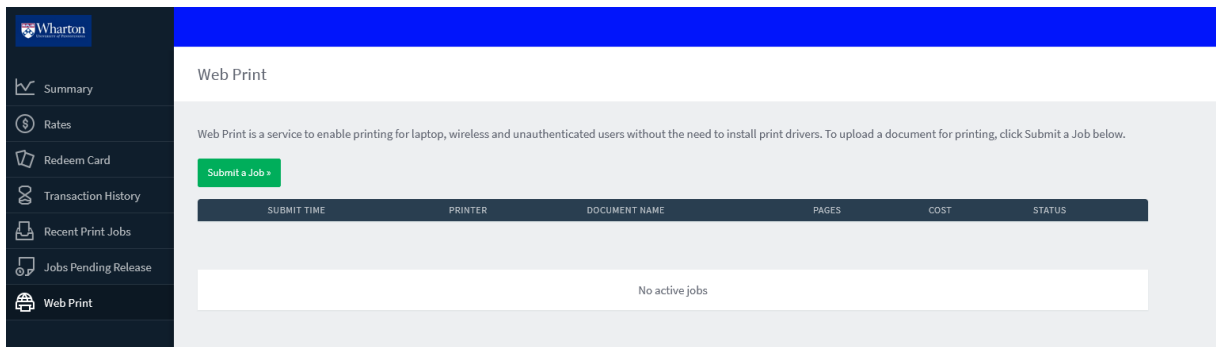 Wharton
Summary
Rates
Redeem Card
Transaction History
Recent Print Jobs
Jobs Pending Release
Web Print
Web Print
Web Print is a service to enable printing for laptop, wireless and unauthenticated users without the need to install print drivers. To upload a document for printing, click Submit a Job below.
Submit a Job »
SUBMIT TIME PRINTER DOCUMENT NAME PAGES COST STATUS
No active jobs